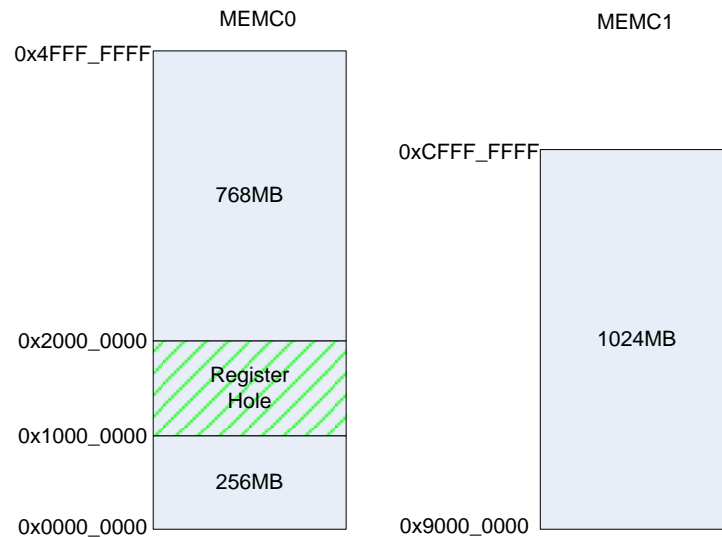 MEMC0
MEMC1
0x4FFF_FFFF
0xCFFF_FFFF
768MB
0x2000_0000
1024MB
Register
Hole
0x1000_0000
256MB
0x0000_0000
0x9000_0000